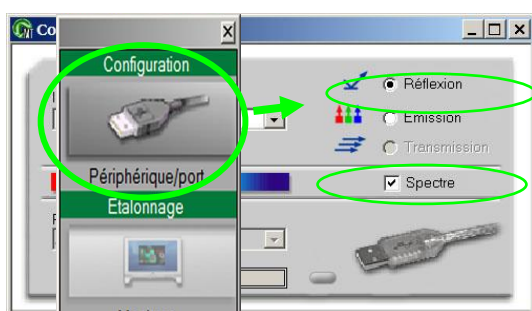 Co
Configuration
Périphérique/port
Etalonnage
Réflexion
Emission
Transmission
Spectre